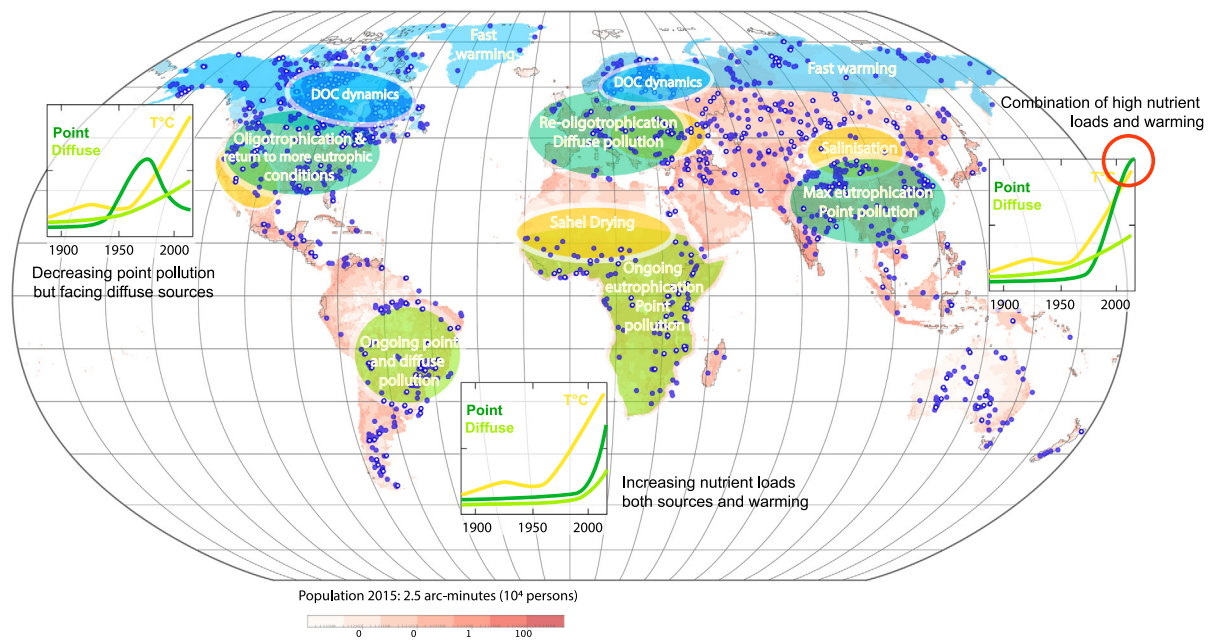 Fast
warming
Fast warming
DOC dynamics
DOC dynamics
Combination of high nutrient
loads and warming
Point
Diffuse
T°C
1900
1950
2000
Decreasing point pollution
but facing diffuse sources
Oligotrophication &
return to more eutrophic
conditions
Re-oligotrophication
Diffuse pollution
Salinisation
Max eutrophication
Point pollution
T°C
Point
Diffuse
1900
1950
2000
Sahel Drying
Ongoing
eutrophication
Point
pollution
Ongoing point
and diffuse
pollution
T°C
Point
Diffuse
1900
1950
2000
Increasing nutrient loads
both sources and warming
Population 2015: 2.5 arc-minutes (10⁴ persons)
0
0
1
100